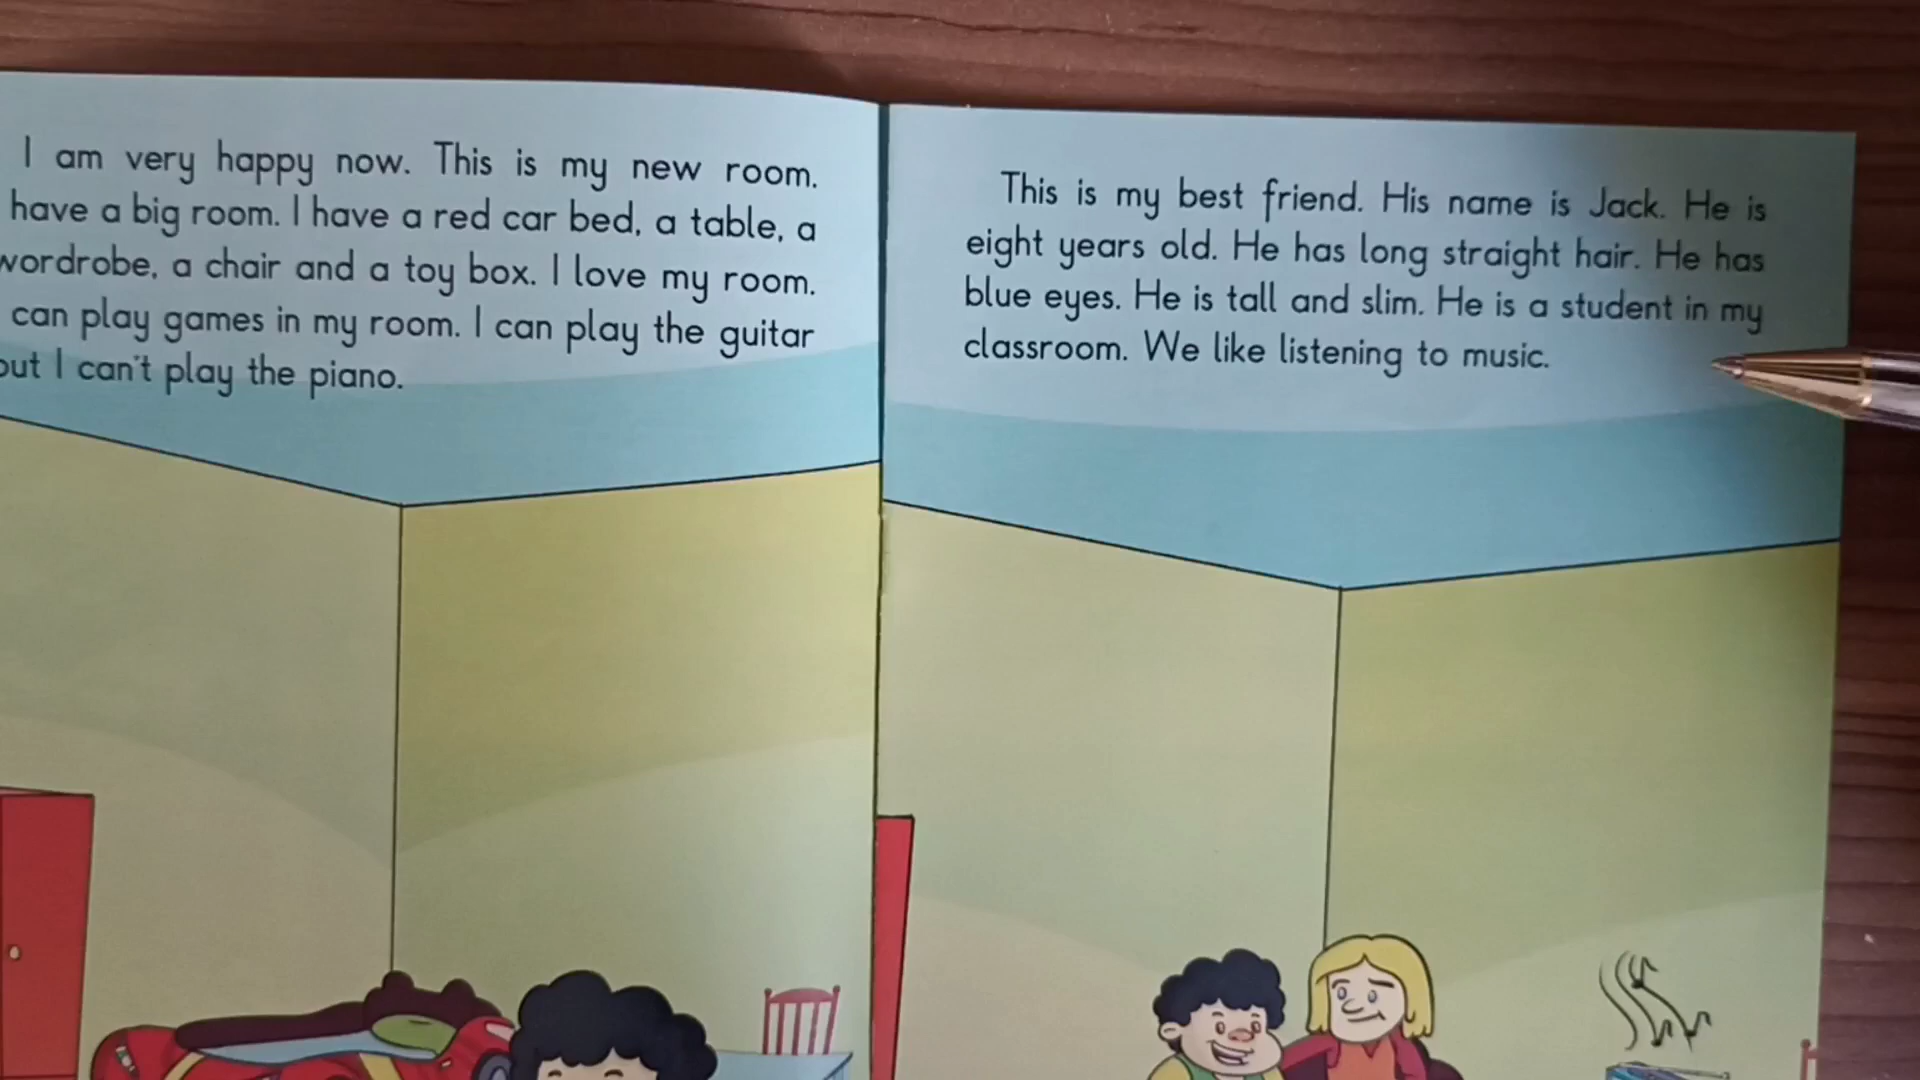 I am very happy now. This is my new room.
have a big room. I have a red car bed, a table, a
wordrobe, a chair and a toy box. I love my room.
can play games in my room. I can play the guitar
but I can't play the piano.
This is my best friend. His name is Jack. He is
eight years old. He has long straight hair. He has
blue eyes. He is tall and slim. He is a student in my
classroom. We like listening to music.